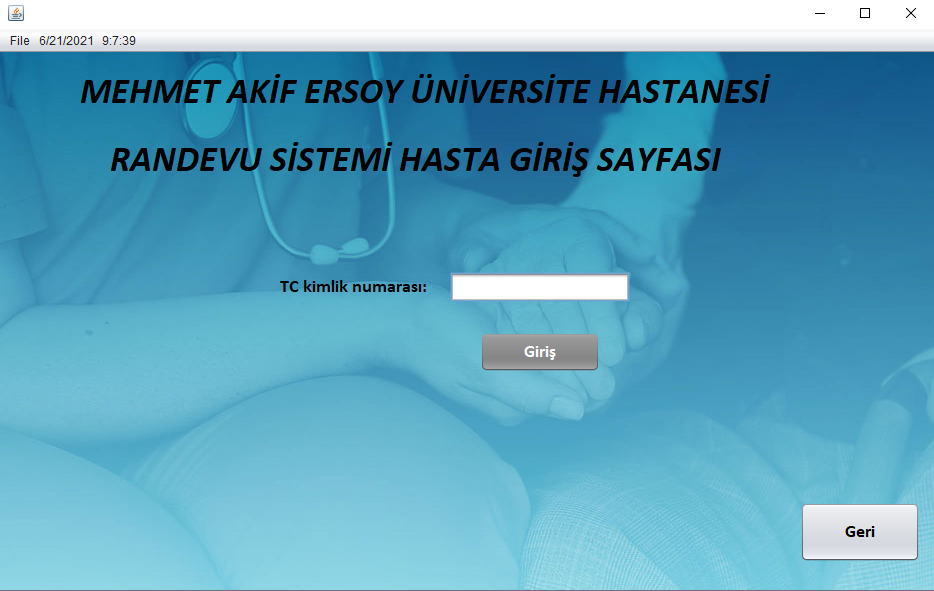 File 6/21/2021 9:7:39
MEHMET AKİF ERSOY ÜNİVERSİTE HASTANESİ
RANDEVU SİSTEMİ HASTA GİRİŞ SAYFASI
TC kimlik numarası:
Giriş
Geri